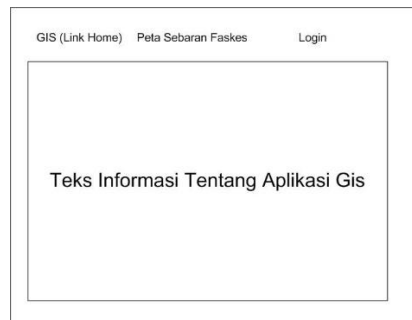 GIS (Link Home) Peta Sebaran Faskes Login
Teks Informasi Tentang Aplikasi Gis